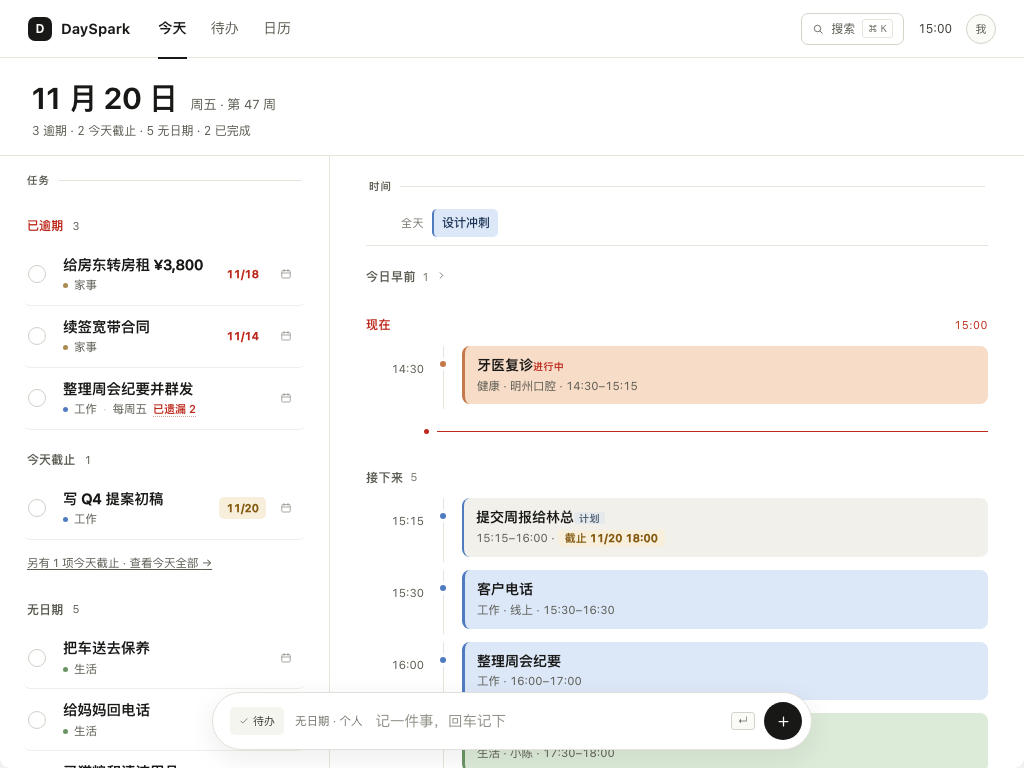 D DaySpark 今天 待办 日历 搜索 ⌘ K 15:00 我
11 月 20 日 周五 · 第 47 周
3 逾期 · 2 今天截止 · 5 无日期 · 2 已完成
任务
已逾期 3
给房东转房租 ¥3,800
家事
11/18
续签宽带合同
家事
11/14
整理周会纪要并群发
工作 · 每周五 已遗漏 2
今天截止 1
写 Q4 提案初稿
工作
11/20
另有 1 项今天截止 · 查看今天全部 →
无日期 5
把车送去保养
生活
给妈妈回电话
生活
时间
全天 设计冲刺
今日早前 1
现在 15:00
14:30
牙医复诊进行中
健康 · 明州口腔 · 14:30–15:15
接下来 5
15:15
提交周报给林总 计划
15:15–16:00 · 截止 11/20 18:00
15:30
客户电话
工作 · 线上 · 15:30–16:30
16:00
整理周会纪要
工作 · 16:00–17:00
生活 · 小陈 · 17:30–18:00
待办 无日期 · 个人 记一件事，回车记下